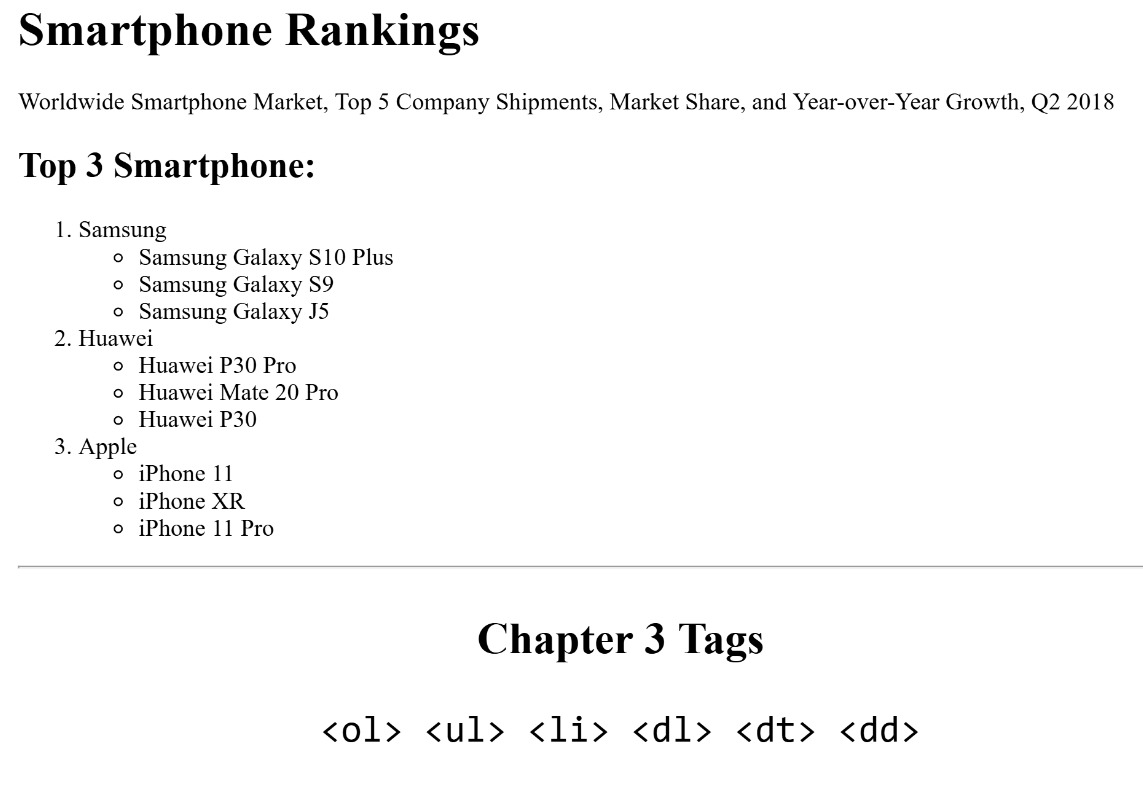 Smartphone Rankings
Worldwide Smartphone Market, Top 5 Company Shipments, Market Share, and Year-over-Year Growth, Q2 2018
Top 3 Smartphone:
1. Samsung
Samsung Galaxy S10 Plus
Samsung Galaxy S9
Samsung Galaxy J5
2. Huawei
Huawei P30 Pro
Huawei Mate 20 Pro
Huawei P30
3. Apple
iPhone 11
iPhone XR
iPhone 11 Pro
Chapter 3 Tags
<ol> <ul> <li> <dl> <dt> <dd>